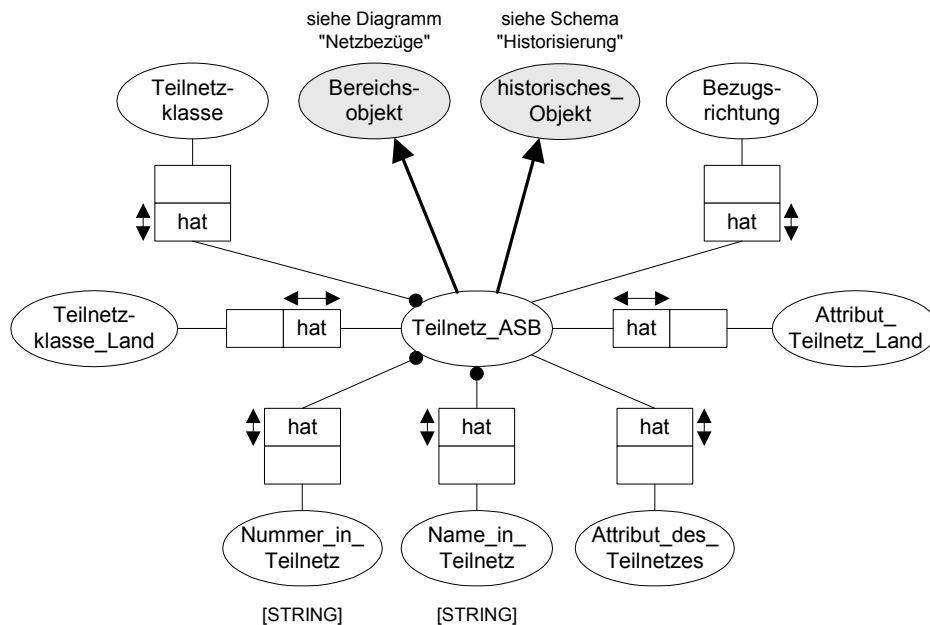 siehe Diagramm
"Netzbezüge"
siehe Schema
"Historisierung"
Teilnetz-
klasse
Bereichs-
objekt
historisches_
Objekt
Bezugs-
richtung
hat
hat
Teilnetz-
klasse_Land
hat
Teilnetz_ASB
hat
Attribut_
Teilnetz_Land
hat
hat
hat
Nummer_in_
Teilnetz
Name_in_
Teilnetz
Attribut_des_
Teilnetzes
[STRING]
[STRING]